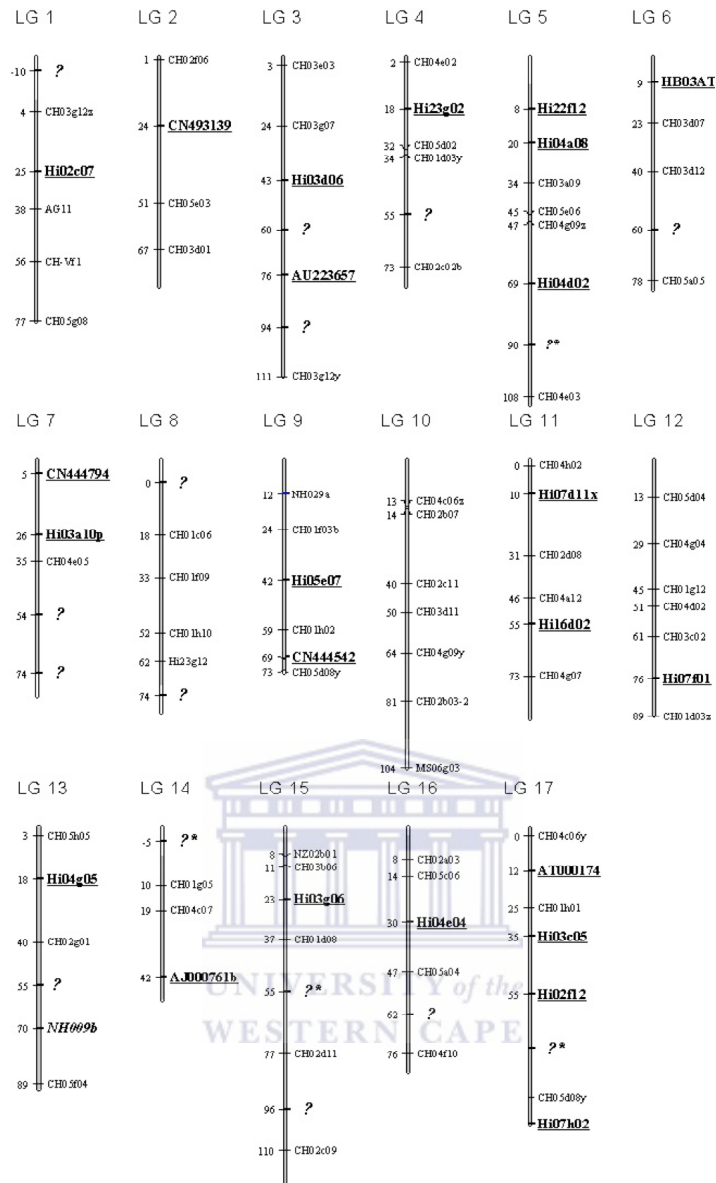 LG 1
-10 ?
4 CH03g12z
25 Hi02c07
38 AG11
56 CH-Vf1
77 CH05g08
LG 2
1 CH02f06
24 CN493139
51 CH05e03
67 CH03d01
LG 3
3 CH03e03
24 CH03g07
43 Hi03d06
60 ?
76 AU223657
94 ?
111 CH03g12y
LG 4
2 CH04e02
18 Hi23g02
32 CH05d02
34 CH01d03y
55 ?
73 CH02c02b
LG 5
8 Hi22f12
20 Hi04a08
34 CH03a09
45 CH05e06
47 CH04g09z
69 Hi04d02
90 ?*
108 CH04e03
LG 6
9 HB03AT
23 CH03d07
40 CH03d12
60 ?
78 CH05a05
LG 7
5 CN444794
26 Hi03a10p
35 CH04e05
54 ?
74 ?
LG 8
0 ?
18 CH01c06
33 CH01f09
52 CH01h10
62 Hi23g12
74 ?
LG 9
12 NH029a
24 CH01f03b
42 Hi05e07
59 CH01h02
69 CN444542
73 CH05d08y
LG 10
13 CH04c06z
14 CH02b07
40 CH02c11
50 CH03d11
64 CH04g09y
81 CH02b03-2
104 MS06g03
LG 11
0 CH04h02
10 Hi07d11x
31 CH02d08
46 CH04a12
55 Hi16d02
73 CH04g07
LG 12
13 CH05d04
29 CH04g04
45 CH01g12
51 CH04d02
61 CH03c02
76 Hi07f01
89 CH01d03z
LG 13
3 CH05h05
18 Hi04g05
40 CH02g01
55 ?
70 NH009b
89 CH05f04
LG 14
-5 ?*
10 CH01g05
19 CH04c07
42 AJ000761b
LG 15
8 NZ02b01
11 CH03b06
23 Hi03g06
37 CH01d08
55 ?*
77 CH02d11
96 ?
110 CH02c09
LG 16
8 CH02a03
14 CH05c06
30 Hi04e04
47 CH05a04
62 ?
76 CH04f10
LG 17
0 CH04c06y
12 AT000174
25 CH01h01
35 Hi03c05
55 Hi02f12
?*
CH05d08y
Hi07h02
UNIVERSITY of the
WESTERN CAPE